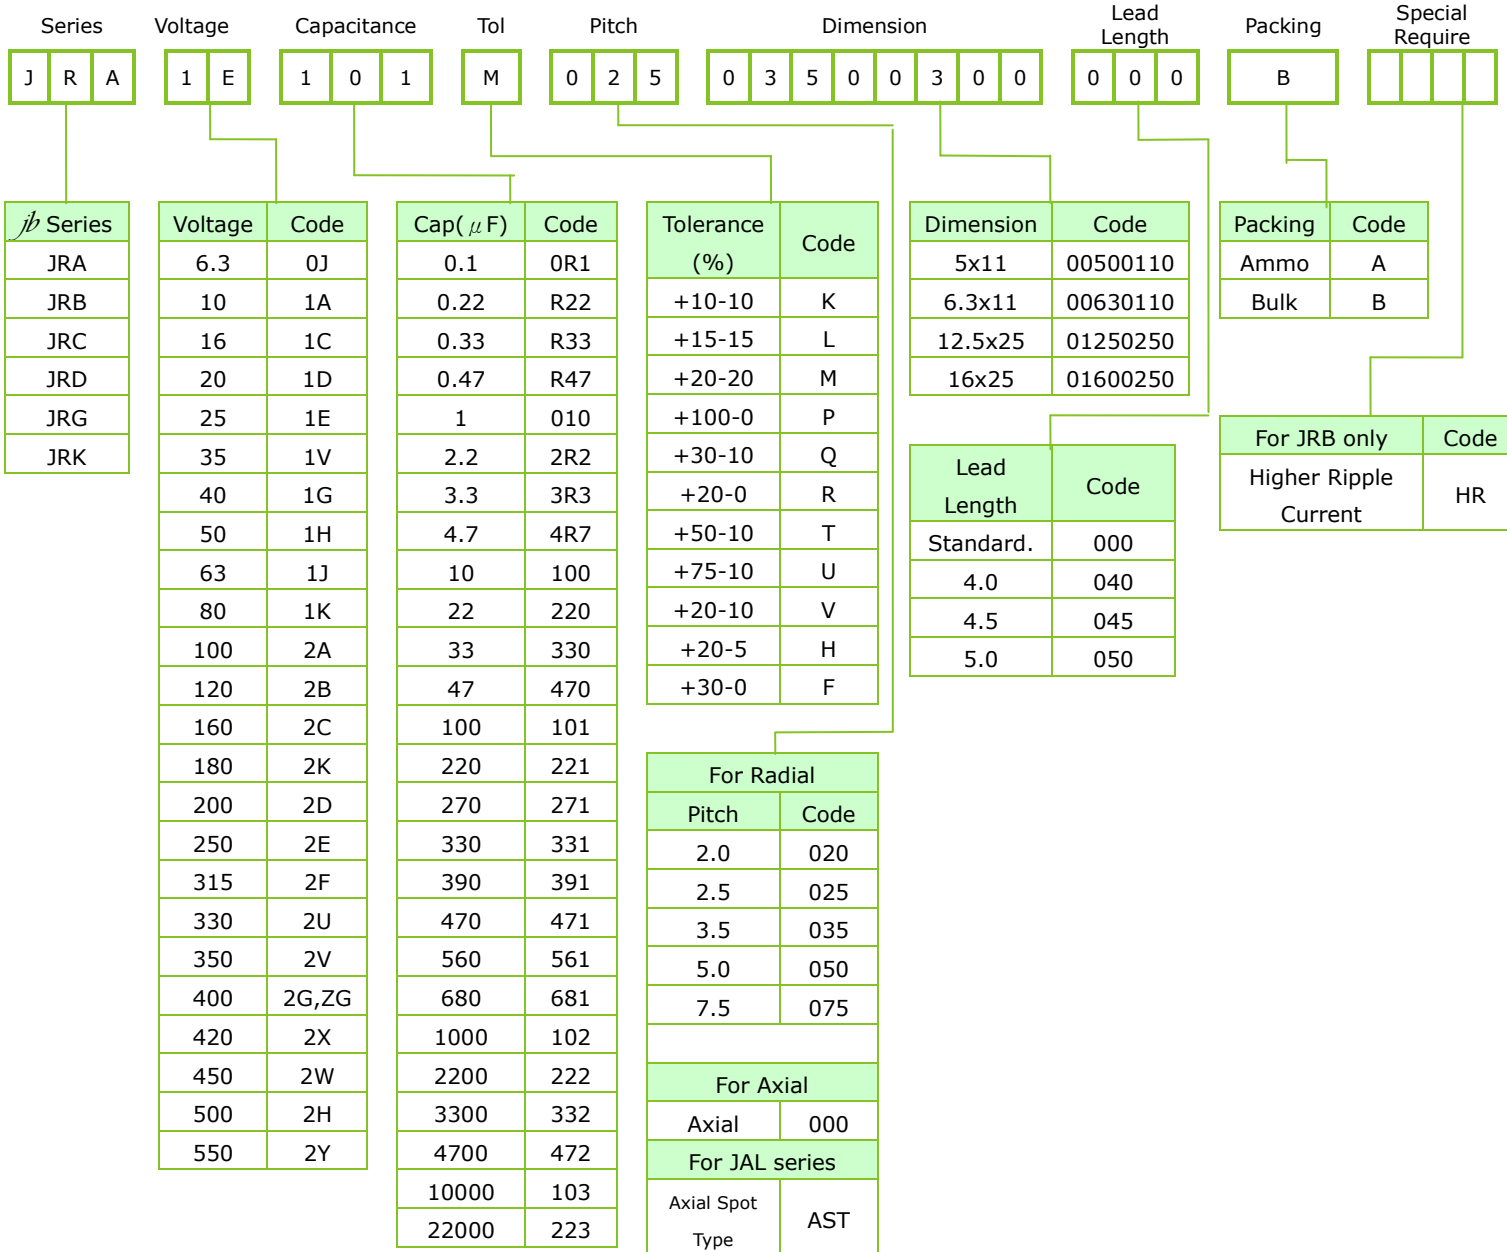 Series Voltage Capacitance Tol Pitch Dimension Lead Length Packing Special Require
J R A 1 E 1 0 1 M 0 2 5 0 3 5 0 0 3 0 0 0 0 0 B
jb Series
JRA
JRB
JRC
JRD
JRG
JRK
Voltage Code
6.3 0J
10 1A
16 1C
20 1D
25 1E
35 1V
40 1G
50 1H
63 1J
80 1K
100 2A
120 2B
160 2C
180 2K
200 2D
250 2E
315 2F
330 2U
350 2V
400 2G,ZG
420 2X
450 2W
500 2H
550 2Y
Cap(μF) Code
0.1 0R1
0.22 R22
0.33 R33
0.47 R47
1 010
2.2 2R2
3.3 3R3
4.7 4R7
10 100
22 220
33 330
47 470
100 101
220 221
270 271
330 331
390 391
470 471
560 561
680 681
1000 102
2200 222
3300 332
4700 472
10000 103
22000 223
Tolerance (%) Code
+10-10 K
+15-15 L
+20-20 M
+100-0 P
+30-10 Q
+20-0 R
+50-10 T
+75-10 U
+20-10 V
+20-5 H
+30-0 F
For Radial
Pitch Code
2.0 020
2.5 025
3.5 035
5.0 050
7.5 075
For Axial
Axial 000
For JAL series
Axial Spot Type AST
Dimension Code
5x11 00500110
6.3x11 00630110
12.5x25 01250250
16x25 01600250
Lead Length Code
Standard. 000
4.0 040
4.5 045
5.0 050
Packing Code
Ammo A
Bulk B
For JRB only Code
Higher Ripple Current HR